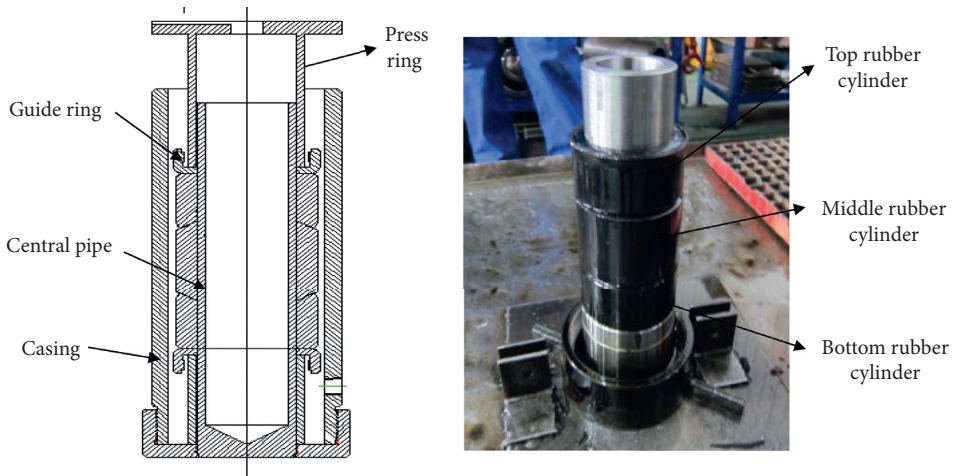 Press
ring
Guide ring
Central pipe
Casing
Top rubber
cylinder
Middle rubber
cylinder
Bottom rubber
cylinder